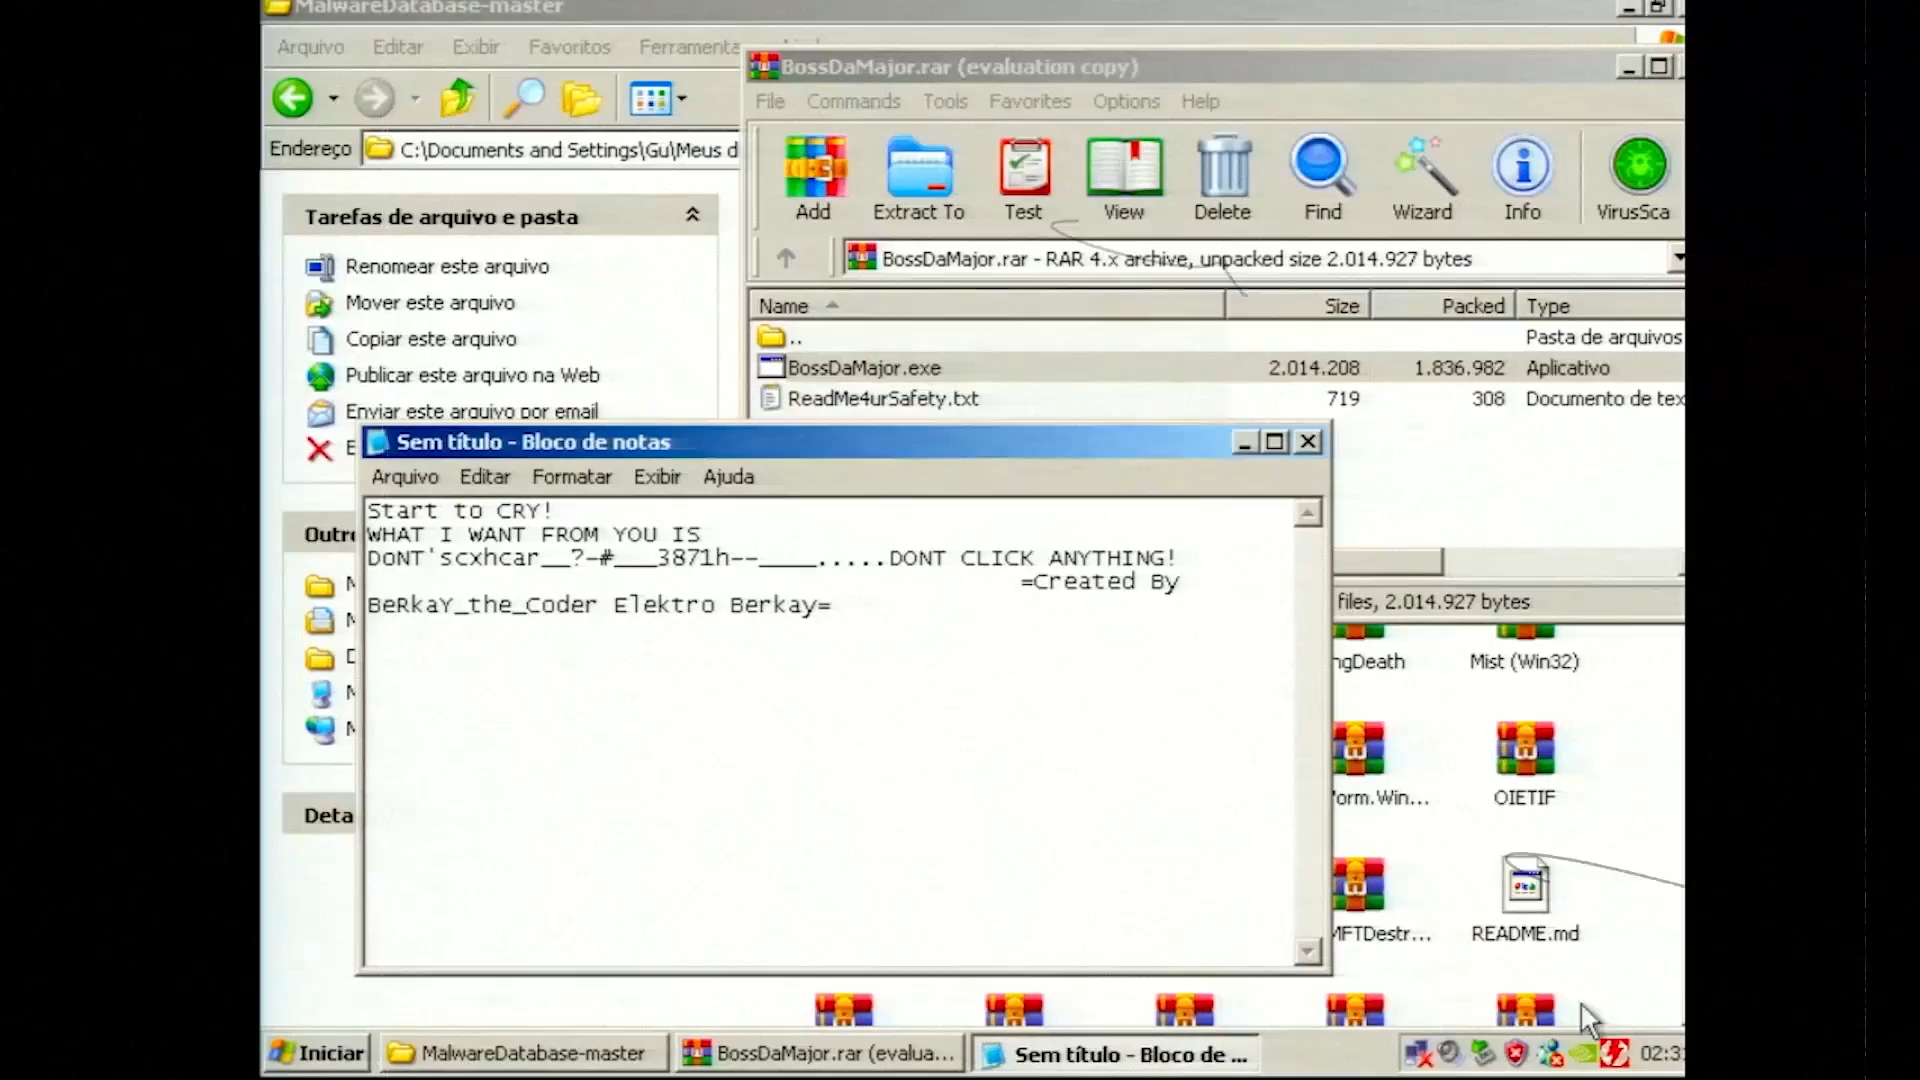 MalwareDatabase-master
Arquivo Editar Exibir Favoritos
Endereço C:\Documents and Settings\Gu\Meus
Tarefas de arquivo e pasta
Renomear este arquivo
Mover este arquivo
Copiar este arquivo
Publicar este arquivo na Web
Enviar este arquivo por email
BossDaMajor.rar (evaluation copy)
File Commands Tools Favorites Options Help
Add Extract To Test View Delete Find Wizard Info VirusSca
BossDaMajor.rar - RAR 4.x archive, unpacked size 2.014.927 bytes
Name Size Packed Type
.. Pasta de arquivos
BossDaMajor.exe 2.014.208 1.836.982 Aplicativo
ReadMe4urSafety.txt 719 308 Documento de tex
Sem título - Bloco de notas
Arquivo Editar Formatar Exibir Ajuda
Start to CRY!
WHAT I WANT FROM YOU IS
DoNT'scxhcar__?-#___3871h--____.....DONT CLICK ANYTHING!
=Created By
BeRkaY_the_Coder Elektro Berkay=
files, 2.014.927 bytes
ngDeath Mist (Win32)
orm.Win... OIETIF
MFTDestr... README.md
Iniciar MalwareDatabase-master BossDaMajor.rar (evalua... Sem título - Bloco de ... 02:3